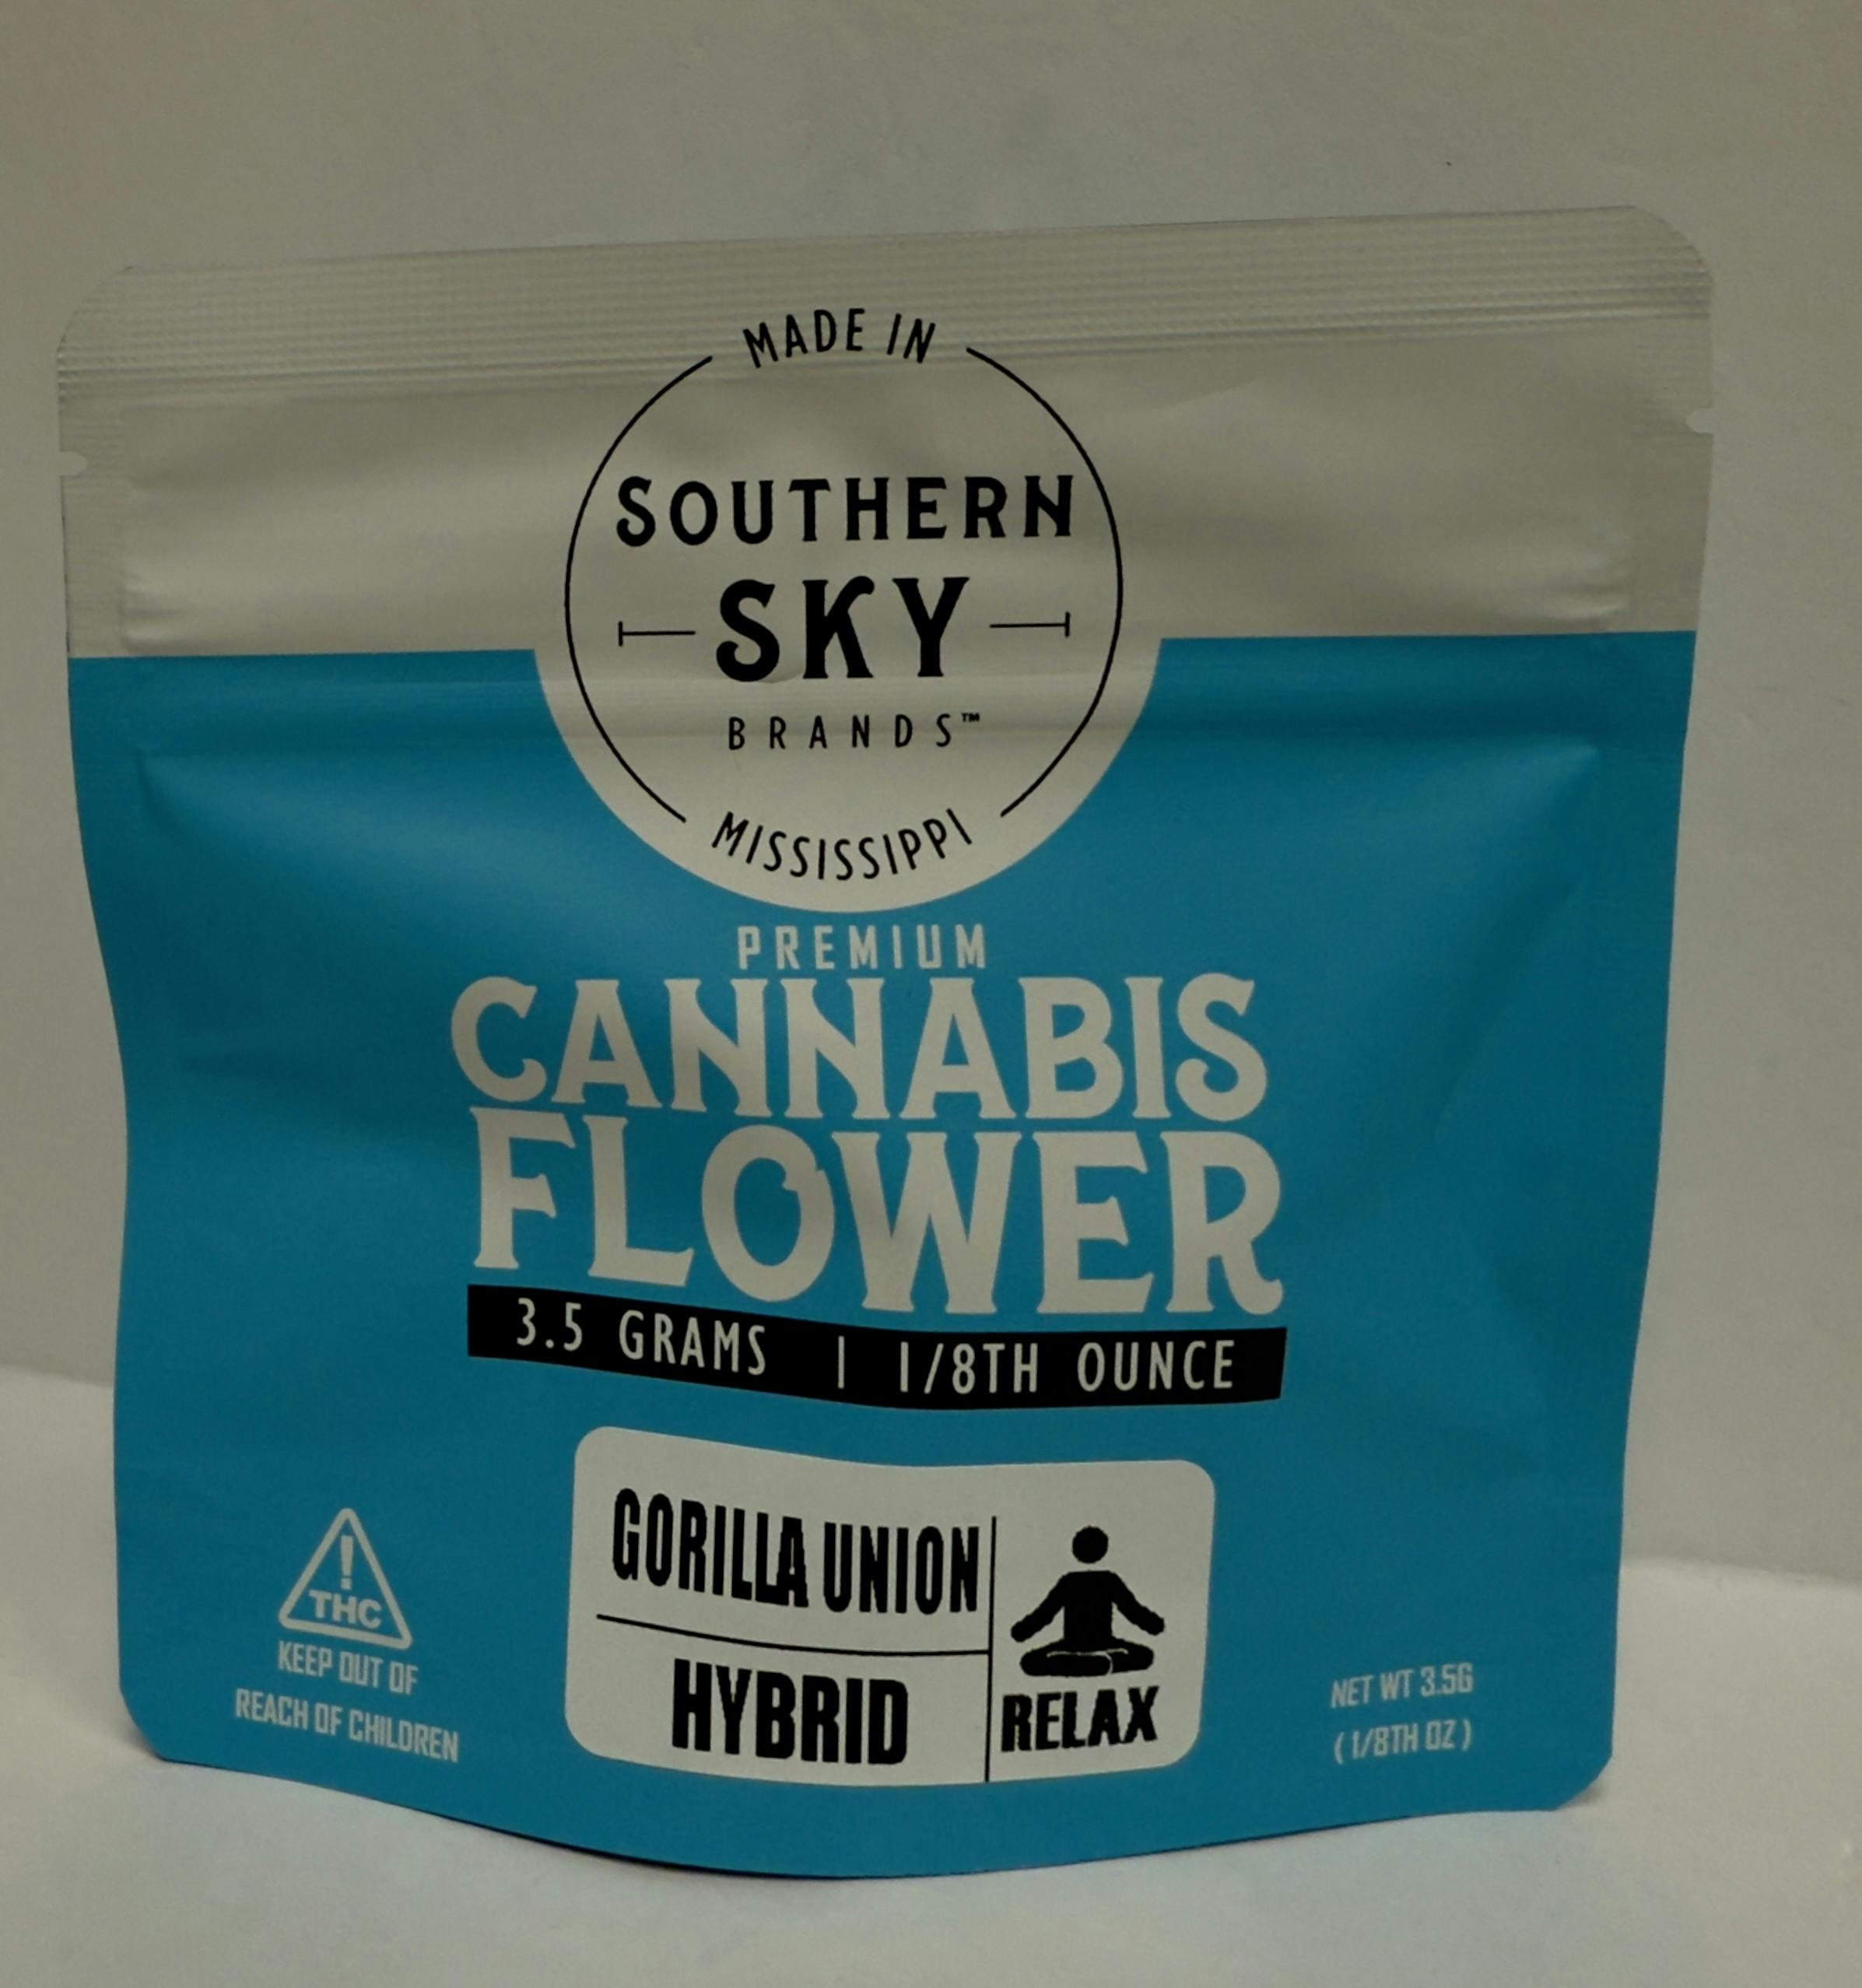 MADE IN
SOUTHERN
SKY
BRANDS™
MISSISSIPPI
PREMIUM
CANNABIS
FLOWER
3.5 GRAMS | 1/8TH OUNCE
GORILLA UNION
HYBRID
RELAX
!
THC
KEEP OUT OF
REACH OF CHILDREN
NET WT 3.5G
(1/8TH OZ)